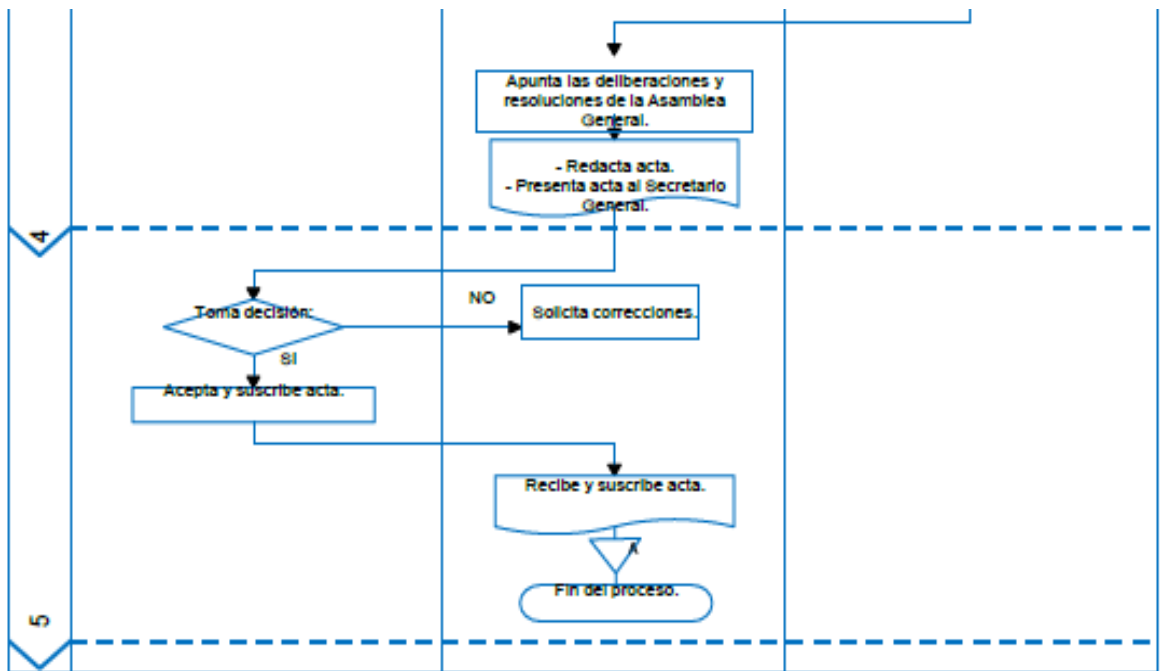 Apunta las deliberaciones y
resoluciones de la Asamblea
General.
- Redacta acta.
- Presenta acta al Secretario
General.
4
Toma decisión:
NO
Solicita correcciones.
SI
Acepta y suscribe acta.
Recibe y suscribe acta.
A
Fin del proceso.
5